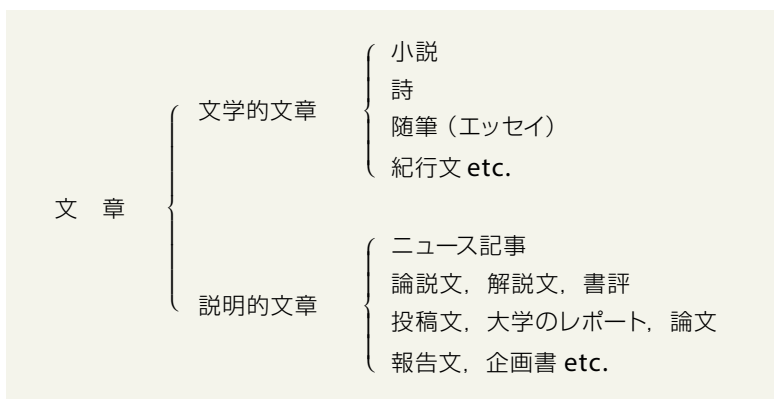 文 章
文学的文章
小説
詩
随筆（エッセイ）
紀行文 etc.
説明的文章
ニュース記事
論説文，解説文，書評
投稿文，大学のレポート，論文
報告文，企画書 etc.